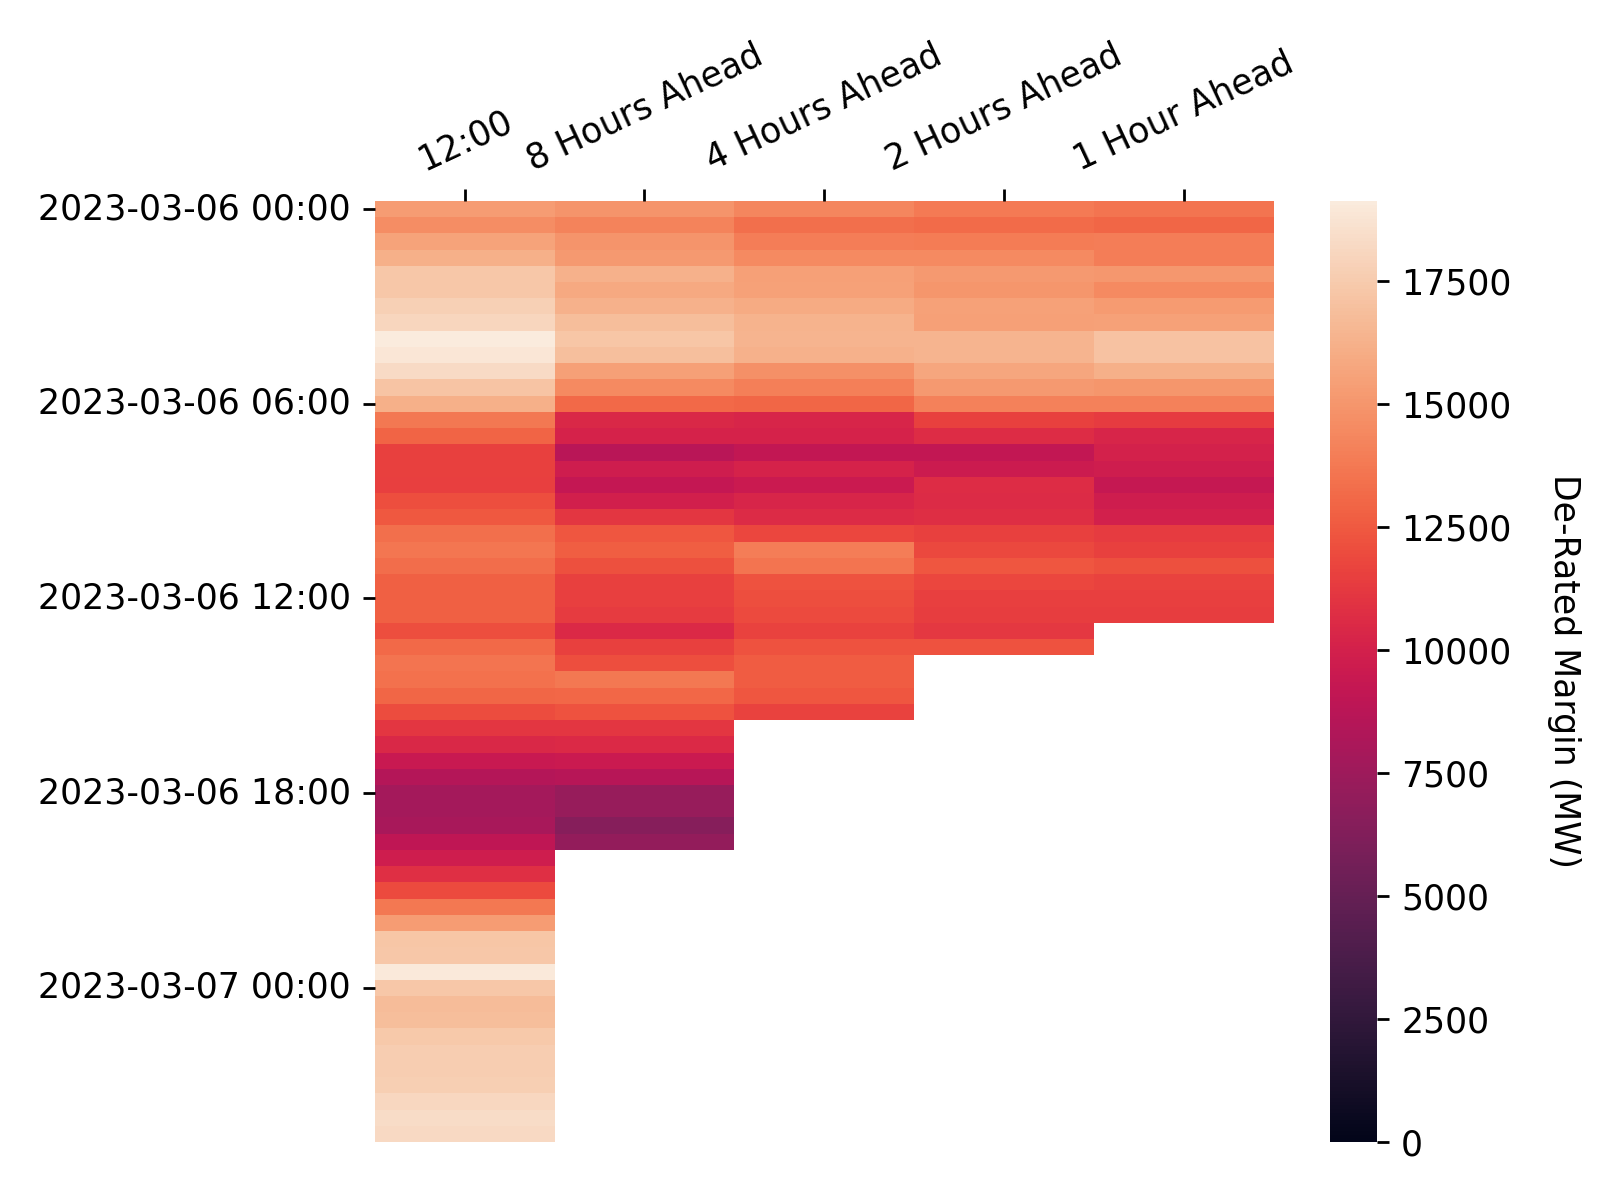 12:00
8 Hours Ahead
4 Hours Ahead
2 Hours Ahead
1 Hour Ahead
2023-03-06 00:00
2023-03-06 06:00
2023-03-06 12:00
2023-03-06 18:00
2023-03-07 00:00
17500
15000
12500
10000
7500
5000
2500
0
De-Rated Margin (MW)